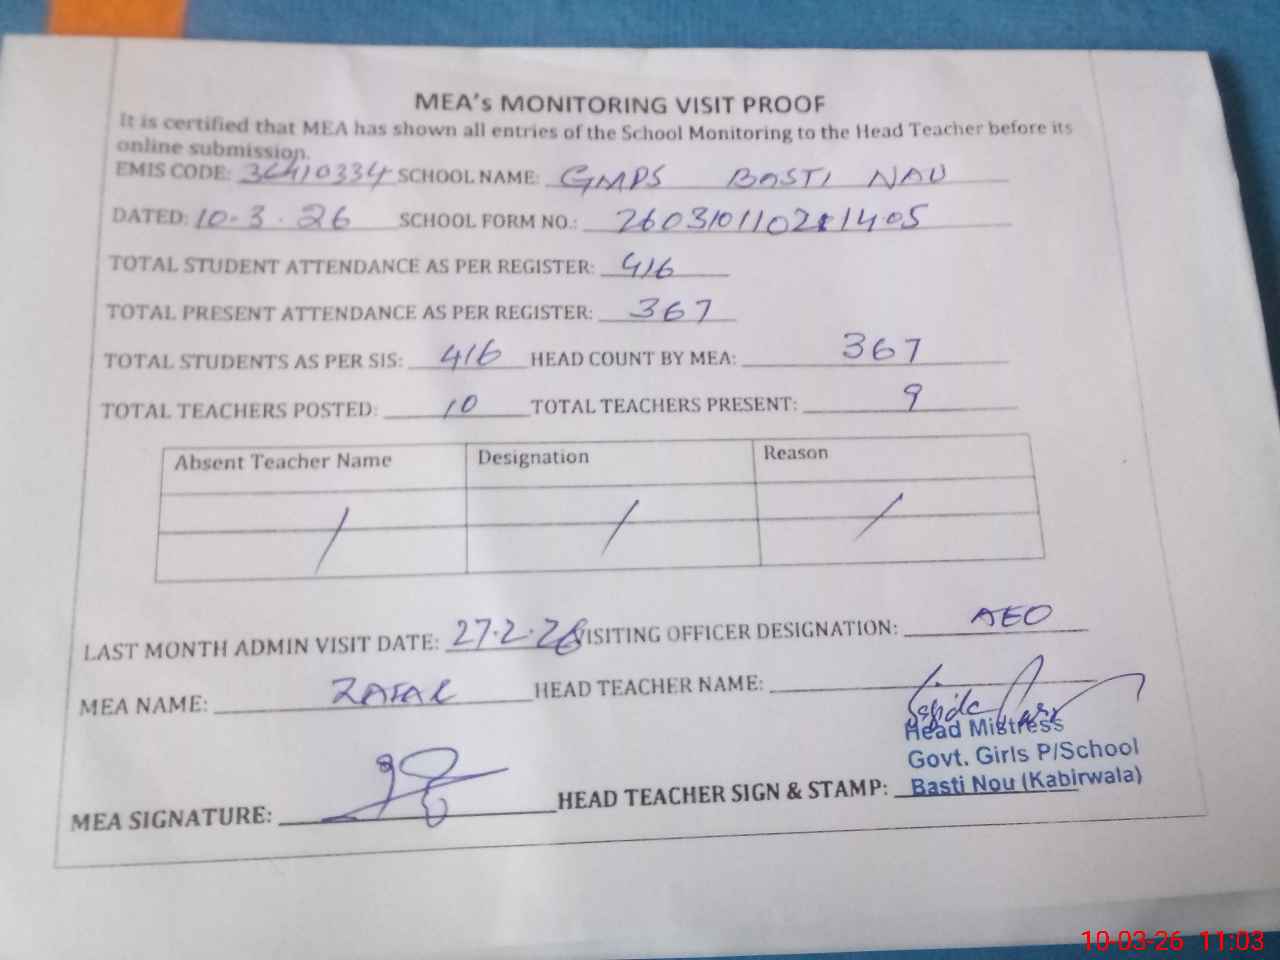 MEA's MONITORING VISIT PROOF
It is certified that MEA has shown all entries of the School Monitoring to the Head Teacher before its
online submission.
EMIS CODE: 36410334 SCHOOL NAME: GMPS BASTI NAU
DATED: 10-3-26 SCHOOL FORM NO.:
TOTAL STUDENT ATTENDANCE AS PER REGISTER: 416
TOTAL PRESENT ATTENDANCE AS PER REGISTER: 367
TOTAL STUDENTS AS PER SIS: 416 HEAD COUNT BY MEA: 367
TOTAL TEACHERS POSTED: 10 TOTAL TEACHERS PRESENT: 9
Absent Teacher Name Designation Reason
/ / /
LAST MONTH ADMIN VISIT DATE: 27.2.26 VISITING OFFICER DESIGNATION: AEO
MEA NAME: ZAFAR HEAD TEACHER NAME:
Head Mistress
Govt. Girls P/School
MEA SIGNATURE: HEAD TEACHER SIGN & STAMP: Basti Nou (Kabirwala)
10-03-26 11:03